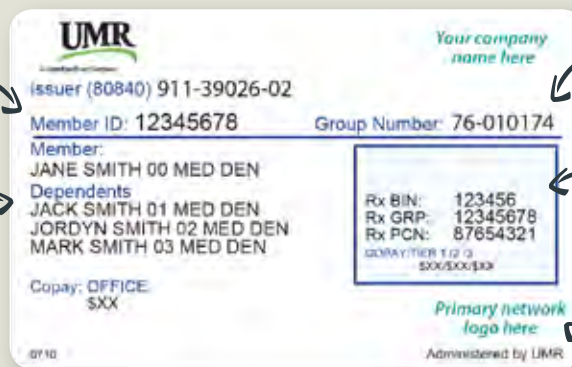 UMR
Your company
name here
Issuer (80840) 911-39026-02
Member ID: 12345678
Group Number: 76-010174
Member:
JANE SMITH 00 MED DEN
Dependents
JACK SMITH 01 MED DEN
JORDYN SMITH 02 MED DEN
MARK SMITH 03 MED DEN
Rx BIN: 123456
Rx GRP: 12345678
Rx PCN: 87654321
COPAY:TIER 1/2/3
$XX/$XX/$XX
Copay: OFFICE
$XX
Primary network
logo here
0710
Administered by UMR